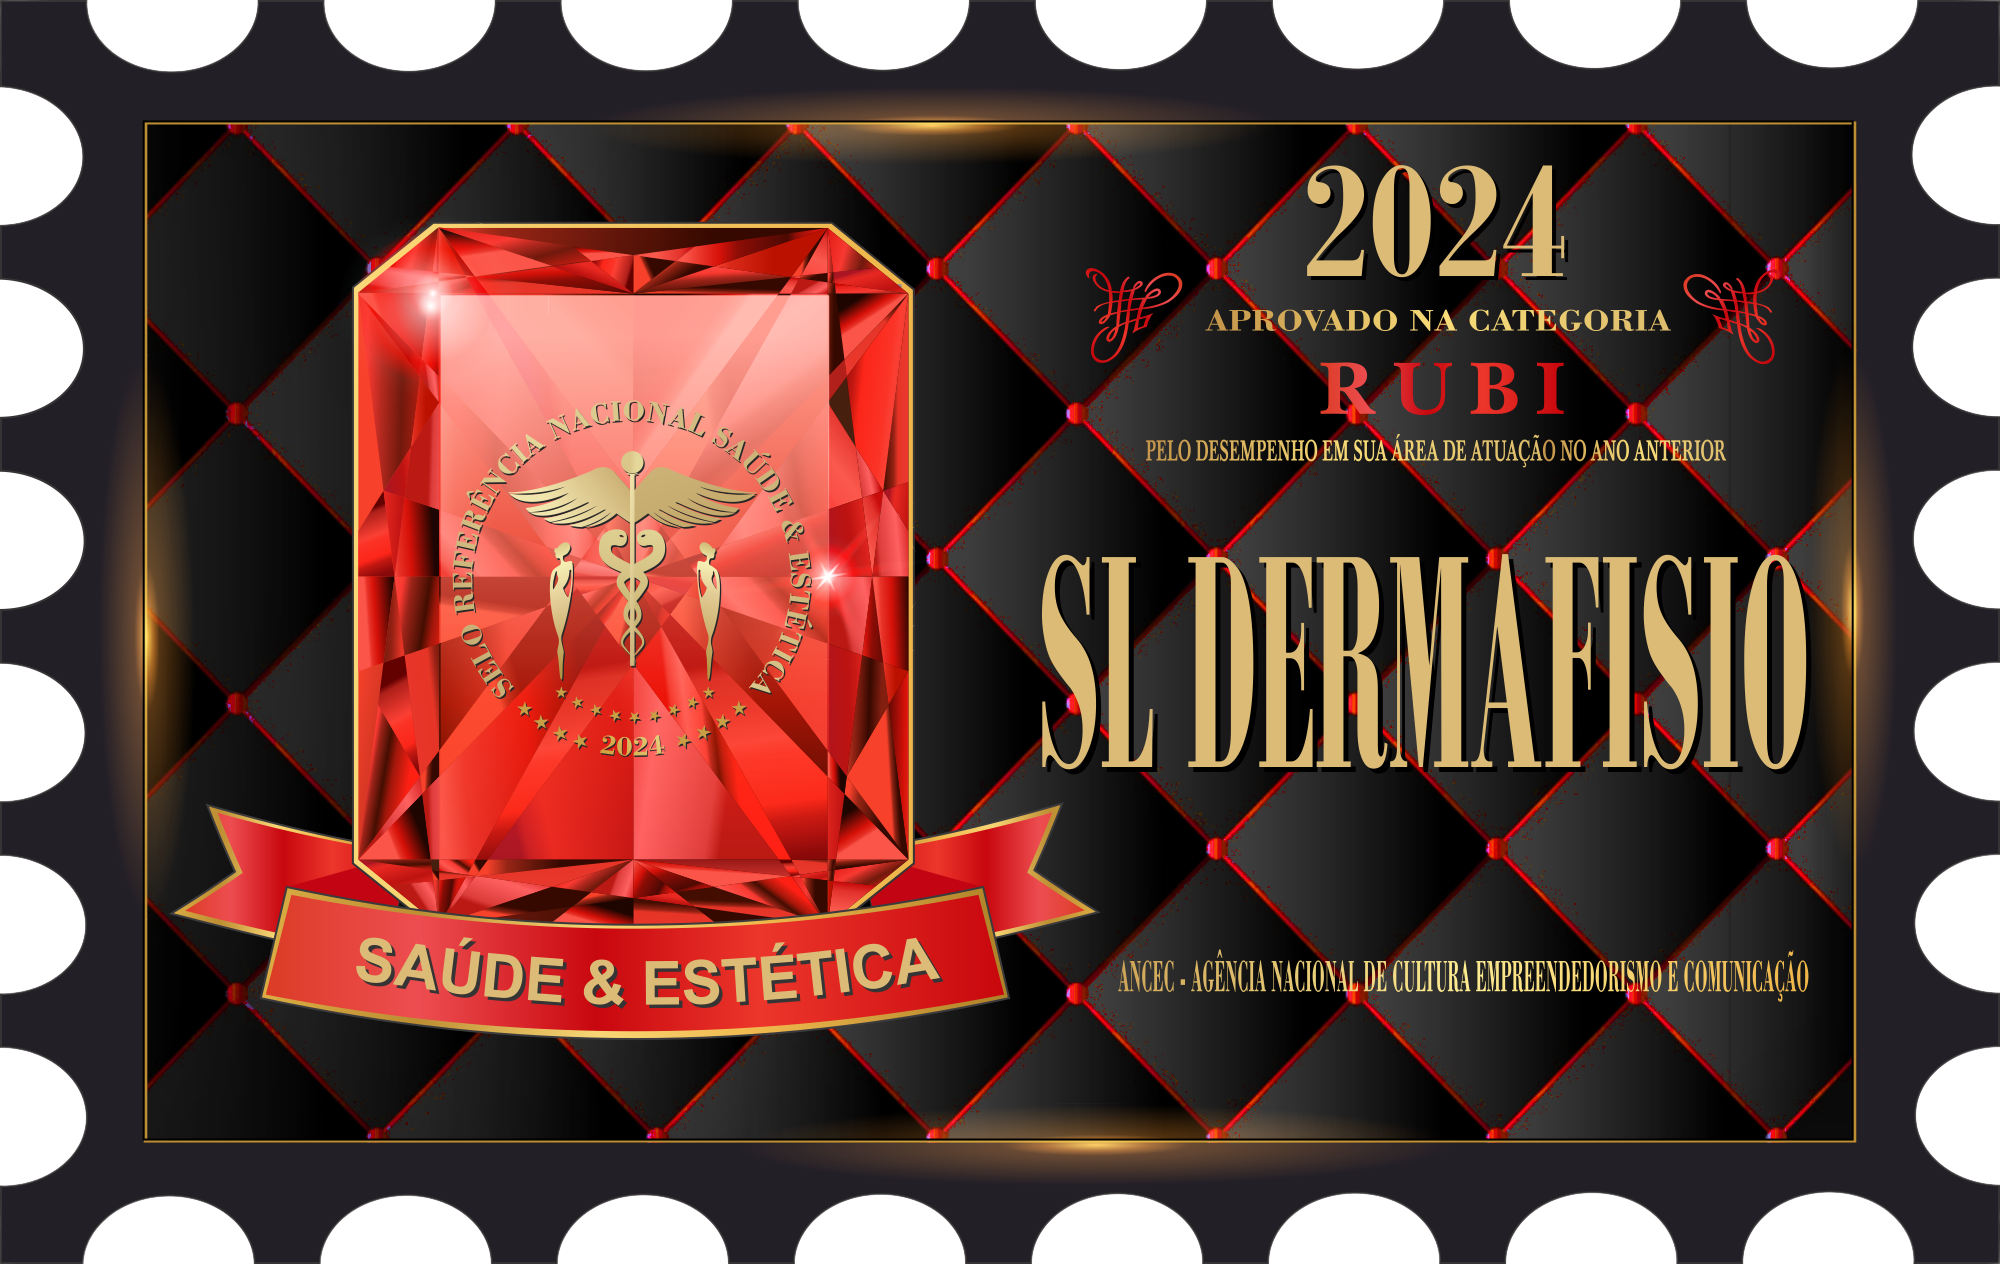 SELO REFERÊNCIA NACIONAL SAÚDE & ESTÉTICA
2024
SAÚDE & ESTÉTICA
2024
APROVADO NA CATEGORIA
RUBI
PELO DESEMPENHO EM SUA ÁREA DE ATUAÇÃO NO ANO ANTERIOR
SL DERMAFISIO
ANCEC - AGÊNCIA NACIONAL DE CULTURA EMPREENDEDORISMO E COMUNICAÇÃO